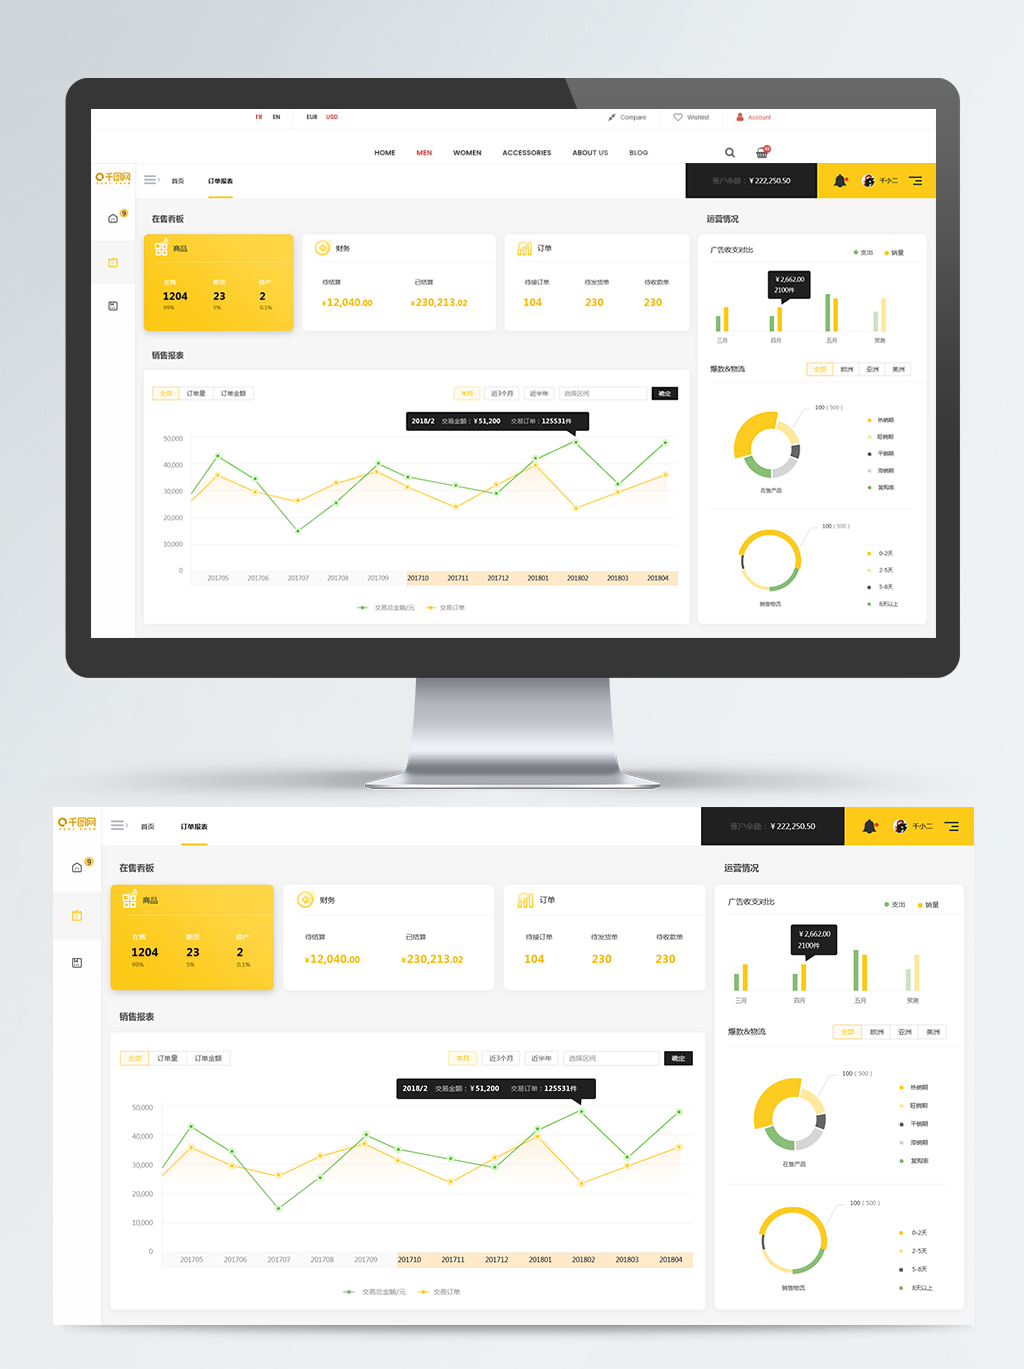 FR EN EUR USD Compare Wishlist Account
HOME MEN WOMEN ACCESSORIES ABOUT US BLOG
千图网 首页 订单报表 账户余额： ¥ 222,250.50 千小二
9
在售看板 运营情况
商品 财务 订单 广告收支对比 支出 销量
在售 待结算 已结算 待接订单 待发货单 待收款单
1204 23 2 ¥12,040.00 ¥230,213.02 104 230 230
99% 5% 0.1%
¥ 2,662.00
2100件
三月 四月 五月 预测
销售报表
爆款&物流 全部 欧洲 亚洲 美洲
全部 订单量 订单金额 本月 近3个月 近半年 选择区间 确定
2018/2 交易金额：¥ 51,200 交易订单：125531件
100 ( 500 )
热销期
旺销期
平销期
滞销期
复购率
在售产品
50,000
40,000
30,000
20,000
10,000
0
201705 201706 201707 201708 201709 201710 201711 201712 201801 201802 201803 201804
交易总金额/元 交易订单
100 ( 500 )
0-2天
2-5天
5-8天
8天以上
销售物流
千图网 首页 订单报表 账户余额： ¥ 222,250.50 千小二
9
在售看板 运营情况
商品 财务 订单 广告收支对比 支出 销量
在售 待结算 已结算 待接订单 待发货单 待收款单
1204 23 2 ¥12,040.00 ¥230,213.02 104 230 230
99% 5% 0.1%
¥ 2,662.00
2100件
三月 四月 五月 预测
销售报表
爆款&物流 全部 欧洲 亚洲 美洲
全部 订单量 订单金额 本月 近3个月 近半年 选择区间 确定
2018/2 交易金额：¥ 51,200 交易订单：125531件
100 ( 500 )
热销期
旺销期
平销期
滞销期
复购率
在售产品
50,000
40,000
30,000
20,000
10,000
0
201705 201706 201707 201708 201709 201710 201711 201712 201801 201802 201803 201804
交易总金额/元 交易订单
100 ( 500 )
0-2天
2-5天
5-8天
8天以上
销售物流